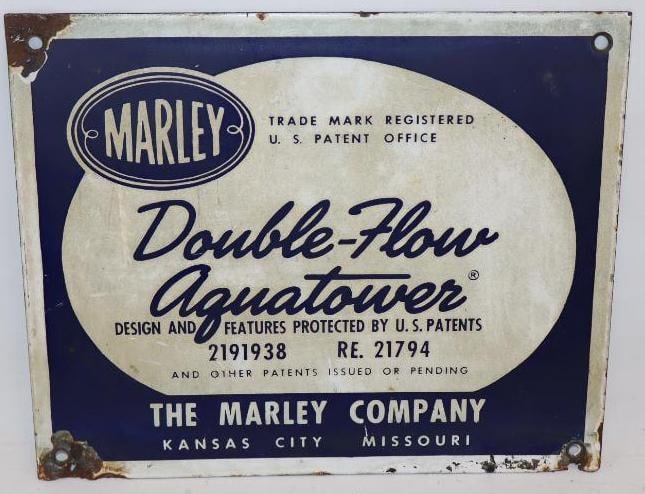 MARLEY
TRADE MARK REGISTERED
U. S. PATENT OFFICE
Double-Flow
Aquatower®
DESIGN AND FEATURES PROTECTED BY U.S. PATENTS
2191938 RE. 21794
AND OTHER PATENTS ISSUED OR PENDING
THE MARLEY COMPANY
KANSAS CITY MISSOURI